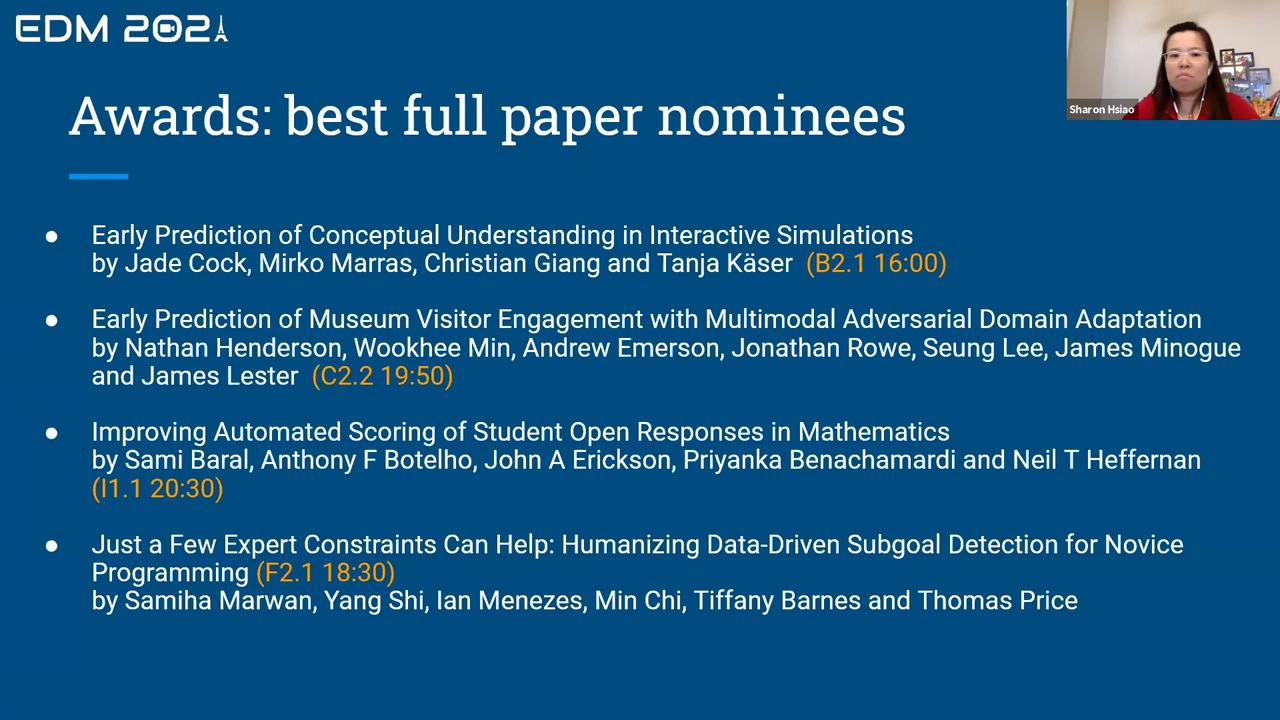 EDM 2021
Sharon Hsiao
Awards: best full paper nominees
● Early Prediction of Conceptual Understanding in Interactive Simulations
by Jade Cock, Mirko Marras, Christian Giang and Tanja Käser (B2.1 16:00)
● Early Prediction of Museum Visitor Engagement with Multimodal Adversarial Domain Adaptation
by Nathan Henderson, Wookhee Min, Andrew Emerson, Jonathan Rowe, Seung Lee, James Minogue
and James Lester (C2.2 19:50)
● Improving Automated Scoring of Student Open Responses in Mathematics
by Sami Baral, Anthony F Botelho, John A Erickson, Priyanka Benachamardi and Neil T Heffernan
(I1.1 20:30)
● Just a Few Expert Constraints Can Help: Humanizing Data-Driven Subgoal Detection for Novice
Programming (F2.1 18:30)
by Samiha Marwan, Yang Shi, Ian Menezes, Min Chi, Tiffany Barnes and Thomas Price